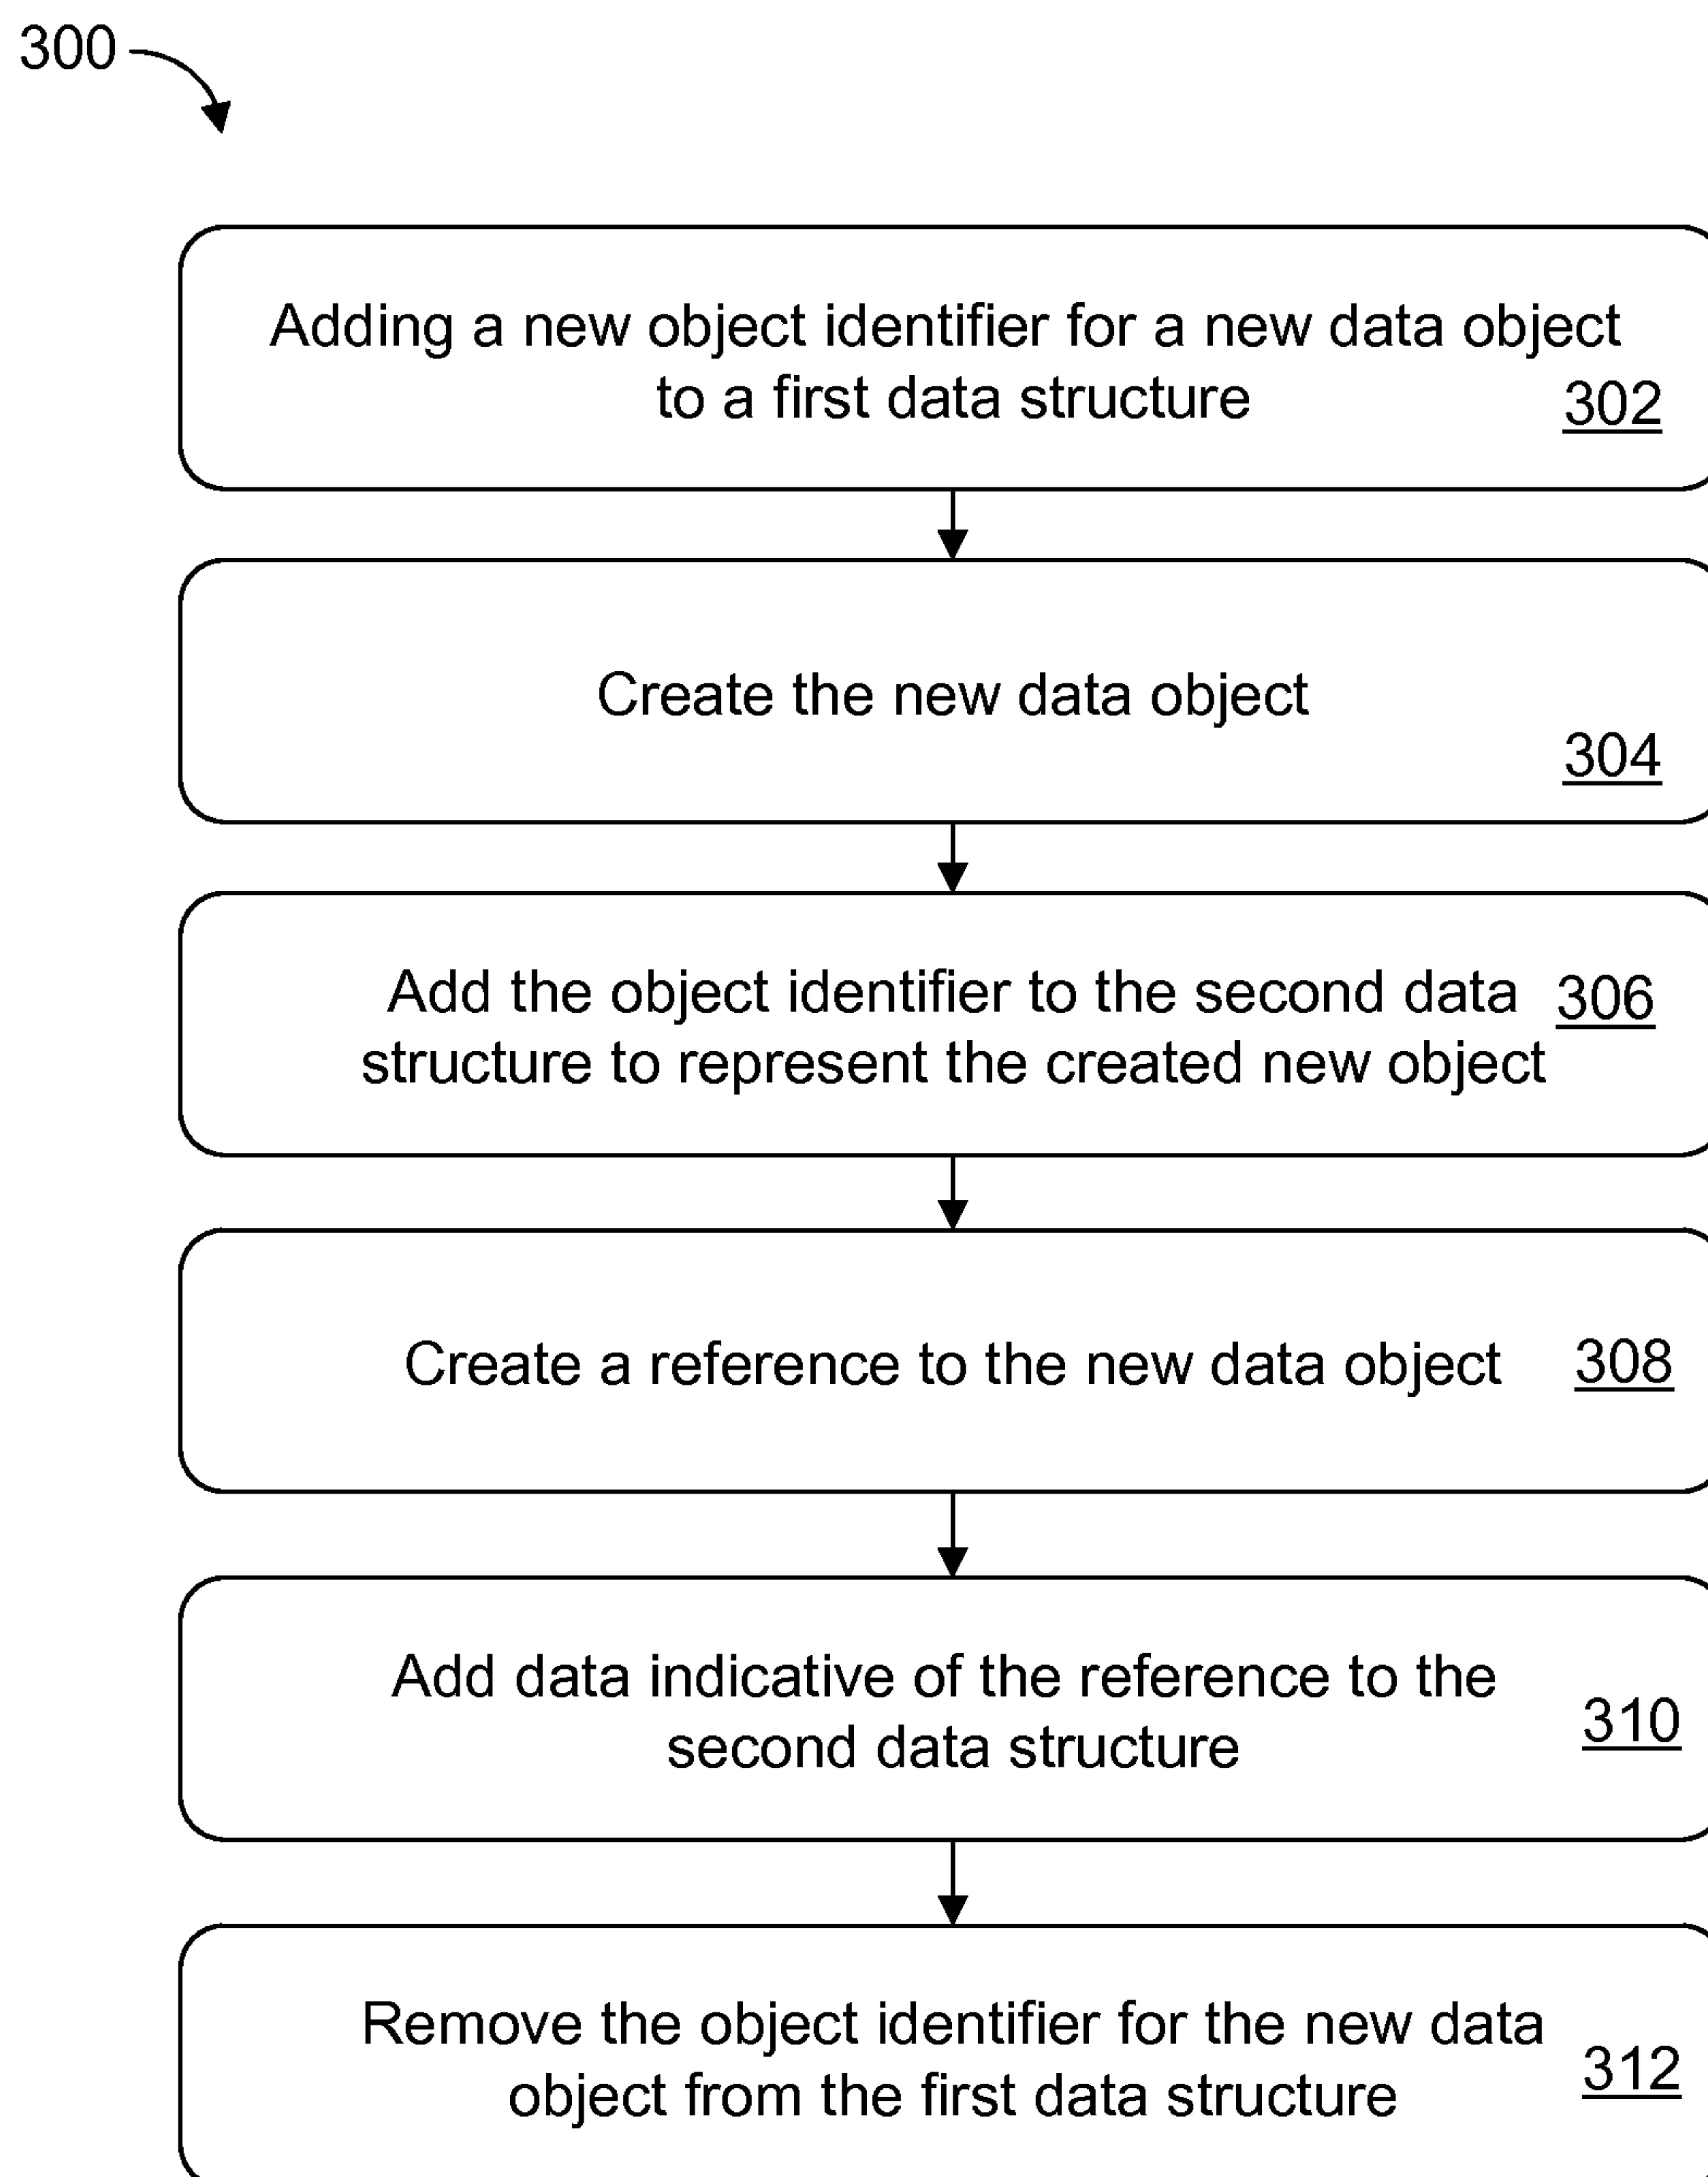 300
Adding a new object identifier for a new data object
to a first data structure
302
Create the new data object
304
Add the object identifier to the second data
306
structure to represent the created new object
Create a reference to the new data object
308
Add data indicative of the reference to the
second data structure
310
Remove the object identifier for the new data
object from the first data structure
312